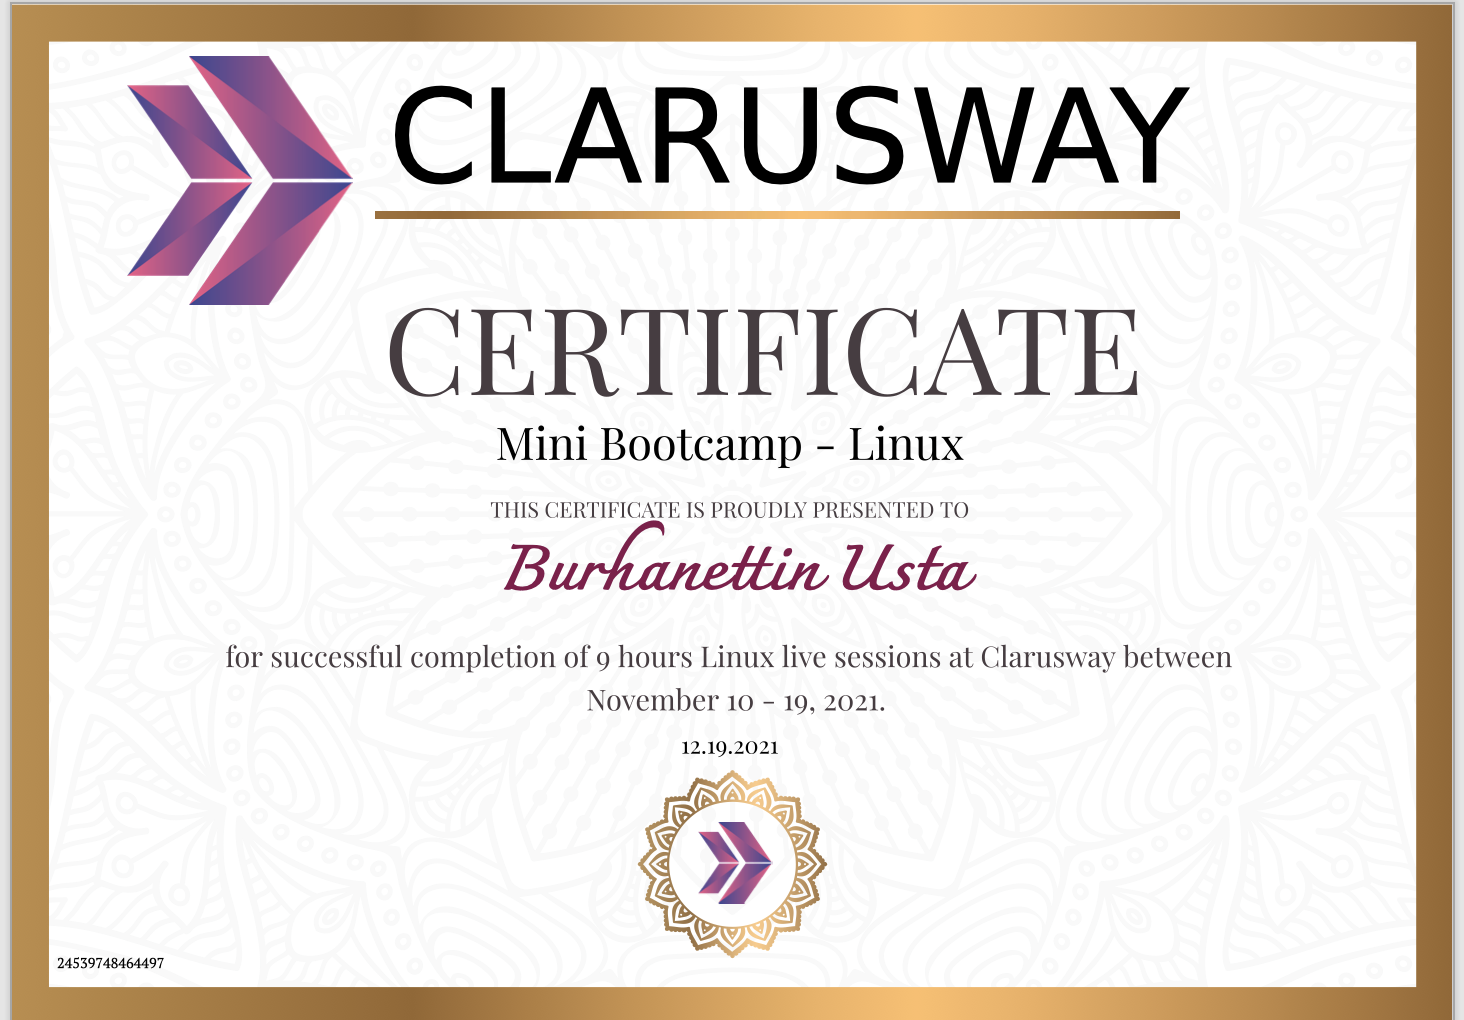 CLARUSWAY
CERTIFICATE
Mini Bootcamp - Linux
THIS CERTIFICATE IS PROUDLY PRESENTED TO
Burhanettin Usta
for successful completion of 9 hours Linux live sessions at Clarusway between
November 10 - 19, 2021.
12.19.2021
24539748464497